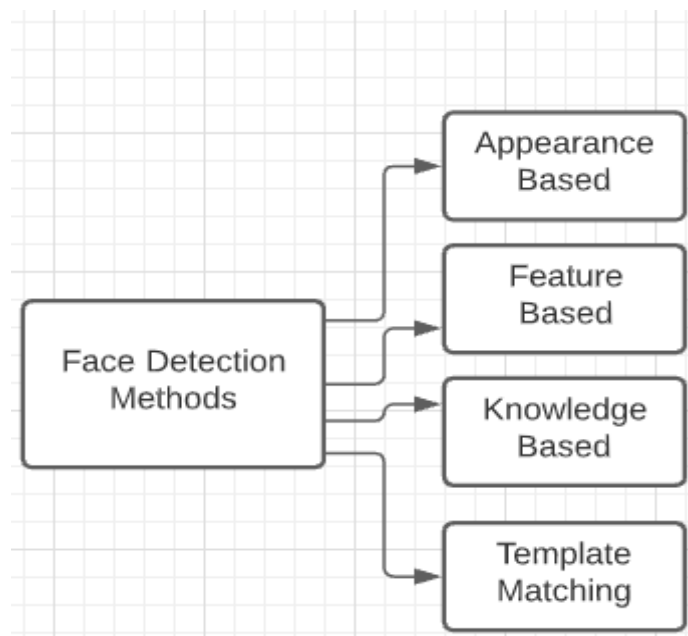 Appearance
Based
Feature
Based
Face Detection
Methods
Knowledge
Based
Template
Matching